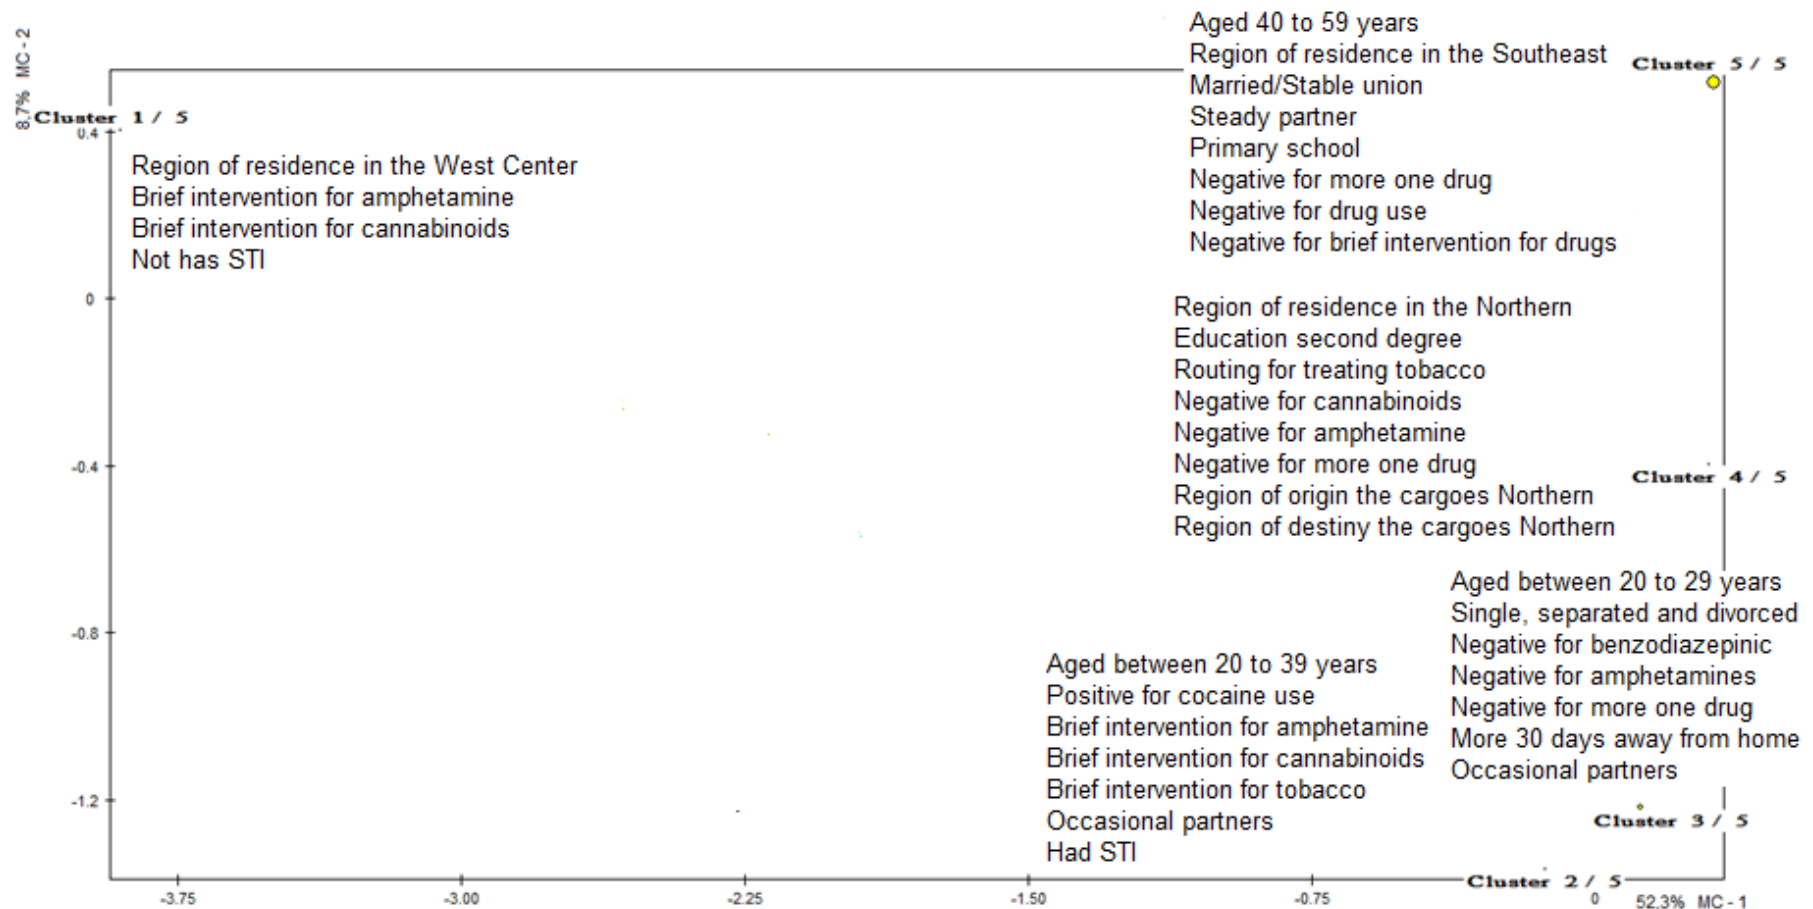 8.7% MC - 2
Cluster 1 / 5
0.4
0
-0.4
-0.8
-1.2
Region of residence in the West Center
Brief intervention for amphetamine
Brief intervention for cannabinoids
Not has STI
Aged 40 to 59 years
Region of residence in the Southeast
Married/Stable union
Steady partner
Primary school
Negative for more one drug
Negative for drug use
Negative for brief intervention for drugs
Cluster 5 / 5
Region of residence in the Northern
Education second degree
Routing for treating tobacco
Negative for cannabinoids
Negative for amphetamine
Negative for more one drug
Region of origin the cargoes Northern
Region of destiny the cargoes Northern
Cluster 4 / 5
Aged between 20 to 29 years
Single, separated and divorced
Negative for benzodiazepinic
Negative for amphetamines
Negative for more one drug
More 30 days away from home
Occasional partners
Cluster 3 / 5
Aged between 20 to 39 years
Positive for cocaine use
Brief intervention for amphetamine
Brief intervention for cannabinoids
Brief intervention for tobacco
Occasional partners
Had STI
Cluster 2 / 5
-3.75
-3.00
-2.25
-1.50
-0.75
0
52.3% MC - 1